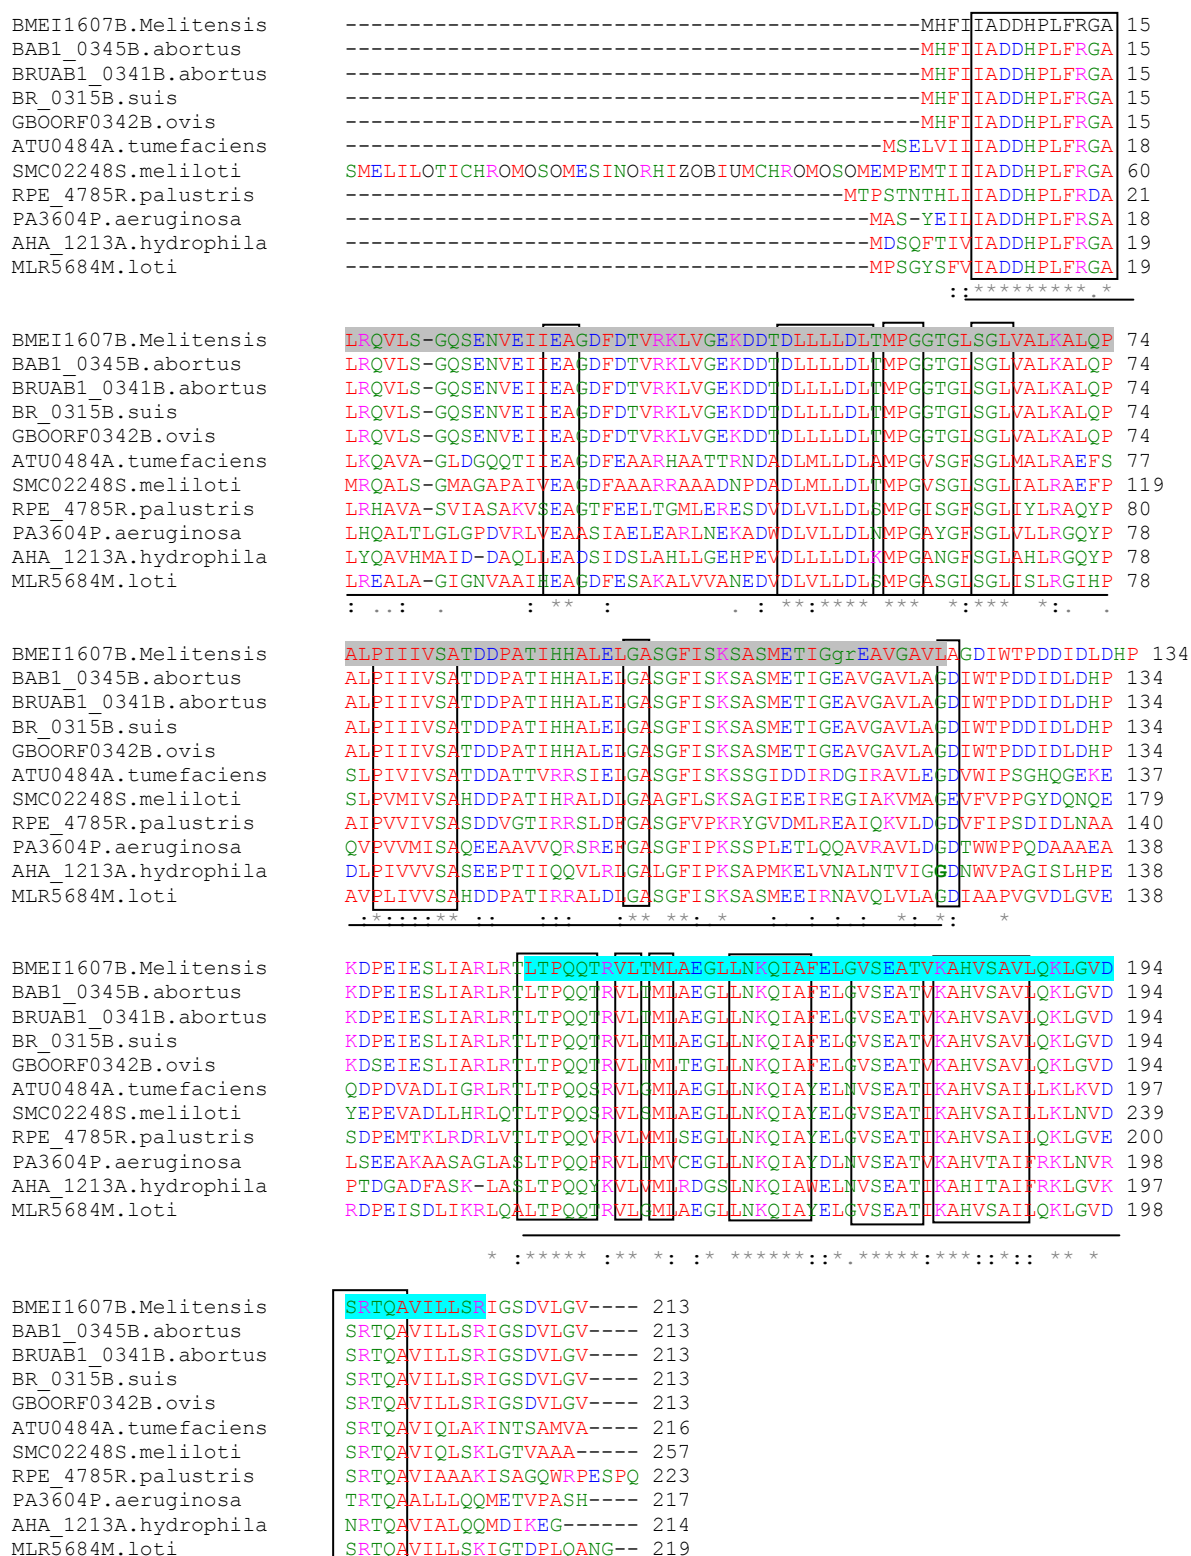 BMEI1607B.Melitensis ---------------------------------------------MHFIIADDHPLFRGA 15
BAB1_0345B.abortus ---------------------------------------------MHFIIADDHPLFRGA 15
BRUAB1_0341B.abortus ---------------------------------------------MHFIIADDHPLFRGA 15
BR_0315B.suis ---------------------------------------------MHFIIADDHPLFRGA 15
GBOORF0342B.ovis ---------------------------------------------MHFIIADDHPLFRGA 15
ATU0484A.tumefaciens ------------------------------------------MSELVIIIADDHPLFRGA 18
SMC02248S.meliloti SMELILOTICHROMOSOMESINORHIZOBIUMCHROMOSOMEMPEMTIIIADDHPLFRGA 60
RPE_4785R.palustris ---------------------------------------MTPSTNTHLIIADDHPLFRDA 21
PA3604P.aeruginosa -----------------------------------------MAS-YEILIADDHPLFRSA 18
AHA_1213A.hydrophila -----------------------------------------MDSQFTIVIADDHPLFRGA 19
MLR5684M.loti -----------------------------------------MPSGYSFVIADDHPLFRGA 19
::*********.*
BMEI1607B.Melitensis LRQVLS-GQSENVEIIEAGDFDTVRKLVGEKDDTDLLLLDLTMPGGTGLSGLVALKALQP 74
BAB1_0345B.abortus LRQVLS-GQSENVEIIEAGDFDTVRKLVGEKDDTDLLLLDLTMPGGTGLSGLVALKALQP 74
BRUAB1_0341B.abortus LRQVLS-GQSENVEIIEAGDFDTVRKLVGEKDDTDLLLLDLTMPGGTGLSGLVALKALQP 74
BR_0315B.suis LRQVLS-GQSENVEIIEAGDFDTVRKLVGEKDDTDLLLLDLTMPGGTGLSGLVALKALQP 74
GBOORF0342B.ovis LRQVLS-GQSENVEIIEAGDFDTVRKLVGEKDDTDLLLLDLTMPGGTGLSGLVALKALQP 74
ATU0484A.tumefaciens LKQAVA-GLDGQQTIIEAGDFEAARHAATTRNDADLMLLDLAMPGVSGFSGLMALRAEFS 77
SMC02248S.meliloti MRQALS-GMAGAPAIVEAGDFAAARRAAADNPDADLMLLDLTMPGVSGLSGLIALRAEFP 119
RPE_4785R.palustris LRHAVA-SVIASAKVSEAGTFEELTGMLERESDVDLILLDLSMPGISGFSGLIYLRAQYP 80
PA3604P.aeruginosa LHQALTLGLGPDVRLVEAASIAELEARLNEKADWDLVLLDLNMPGAYGFSGLVLLRGQYP 78
AHA_1213A.hydrophila LYQAVHMAID-DAQLLEADSIDSLAHLLGEHPEVDLLLLDLKMPGANGFSGLAHLRGQYP 78
MLR5684M.loti LREALA-GIGNVAAIHEAGDFESAKALVVANEDVDLVLLDLSMPGASGLSGLISLRGIHP 78
: ..: . : ** : . : **:**** *** *:*** *:. .
BMEI1607B.Melitensis ALPIIIVSATDDPATIHHALELGASGFISKSASMETIGgrEAVGAVLAGDIWTPDDIDLDHP 134
BAB1_0345B.abortus ALPIIIVSATDDPATIHHALELGASGFISKSASMETIGEAVGAVLAGDIWTPDDIDLDHP 134
BRUAB1_0341B.abortus ALPIIIVSATDDPATIHHALELGASGFISKSASMETIGEAVGAVLAGDIWTPDDIDLDHP 134
BR_0315B.suis ALPIIIVSATDDPATIHHALELGASGFISKSASMETIGEAVGAVLAGDIWTPDDIDLDHP 134
GBOORF0342B.ovis ALPIIIVSATDDPATIHHALELGASGFISKSASMETIGEAVGAVLAGDIWTPDDIDLDHP 134
ATU0484A.tumefaciens SLPIVIVSATDDATTVRRSIELGASGFISKSSGIDDIRDGIRAVLEGDVWIPSGHQGEKE 137
SMC02248S.meliloti SLPVMIVSAHDDPATIHRALDLGAAGFLSKSAGIEEIREGIAKVMAGEVFVPPGYDQNQE 179
RPE_4785R.palustris AIPVVIVSASDDVGTIRRSLDFGASGFVPKRYGVDMLREAIQKVLDGDVFIPSDIDLNAA 140
PA3604P.aeruginosa QVPVVMISAQEEAAVVQRSREFGASGFIPKSSPLETLQQAVRAVLDGDTWWPPQDAAAEA 138
AHA_1213A.hydrophila DLPIVVVSASEEPTIIQQVLRLGALGFIPKSAPMKELVNALNTVIGGDNWVPAGISLHPE 138
MLR5684M.loti AVPLIVVSAHDDPATIRRALDLGASGFISKSASMEEIRNAVQLVLAGDIAAPVGVDLGVE 138
:*::::** :: ::: :** **: * :. : .: *: *: *
BMEI1607B.Melitensis KDPEIESLIARLRTLTPQQTRVLTMLAEGLLNKQIAFELGVSEATVKAHVSAVLQKLGVD 194
BAB1_0345B.abortus KDPEIESLIARLRTLTPQQTRVLTMLAEGLLNKQIAFELGVSEATVKAHVSAVLQKLGVD 194
BRUAB1_0341B.abortus KDPEIESLIARLRTLTPQQTRVLTMLAEGLLNKQIAFELGVSEATVKAHVSAVLQKLGVD 194
BR_0315B.suis KDPEIESLIARLRTLTPQQTRVLTMLAEGLLNKQIAFELGVSEATVKAHVSAVLQKLGVD 194
GBOORF0342B.ovis KDSEIESLIARLRTLTPQQTRVLTMLTEGLLNKQIAFELGVSEATVKAHVSAVLQKLGVD 194
ATU0484A.tumefaciens QDPDVADLIGRLRTLTPQQSRVLGMLAEGLLNKQIAYELNVSEATIKAHVSAILLKLKVD 197
SMC02248S.meliloti YEPEVADLLHRLQTLTPQQSRVLSMLAEGLLNKQIAYELGVSEATIKAHVSAILLKLNVD 239
RPE_4785R.palustris SDPEMTKLRDRLVTLTPQQVRVLMMLSEGLLNKQIAYELGVSEATIKAHVSAILQKLGVE 200
PA3604P.aeruginosa LSEEAKAASAGLASLTPQQFRVLTMVCEGLLNKQIAYDLNVSEATVKAHVTAIFRKLNVR 198
AHA_1213A.hydrophila PTDGADFASK-LASLTPQQYKVLVMLRDGSLNKQIAWELNVSEATIKAHITAIFRKLGVK 197
MLR5684M.loti RDPEISDLIKRLQALTPQQTRVLGMLAEGLLNKQIAYELGVSEATIKAHVSAILQKLGVD 198
* :***** :** *: :* ******::*.*****:***::*:: ** *
BMEI1607B.Melitensis SRTQAVILLSRIGSDVLGV---- 213
BAB1_0345B.abortus SRTQAVILLSRIGSDVLGV---- 213
BRUAB1_0341B.abortus SRTQAVILLSRIGSDVLGV---- 213
BR_0315B.suis SRTQAVILLSRIGSDVLGV---- 213
GBOORF0342B.ovis SRTQAVILLSRIGSDVLGV---- 213
ATU0484A.tumefaciens SRTQAVIQLAKINTSAMVA---- 216
SMC02248S.meliloti SRTQAVIQLSKLGTVAAA----- 257
RPE_4785R.palustris SRTQAVIAAAKISAGQWRPESPQ 223
PA3604P.aeruginosa TRTQAALLLQQMETVPASH---- 217
AHA_1213A.hydrophila NRTQAVIALQQMDIKEG------ 214
MLR5684M.loti SRTQAVILLSKIGTDPLQANG-- 219